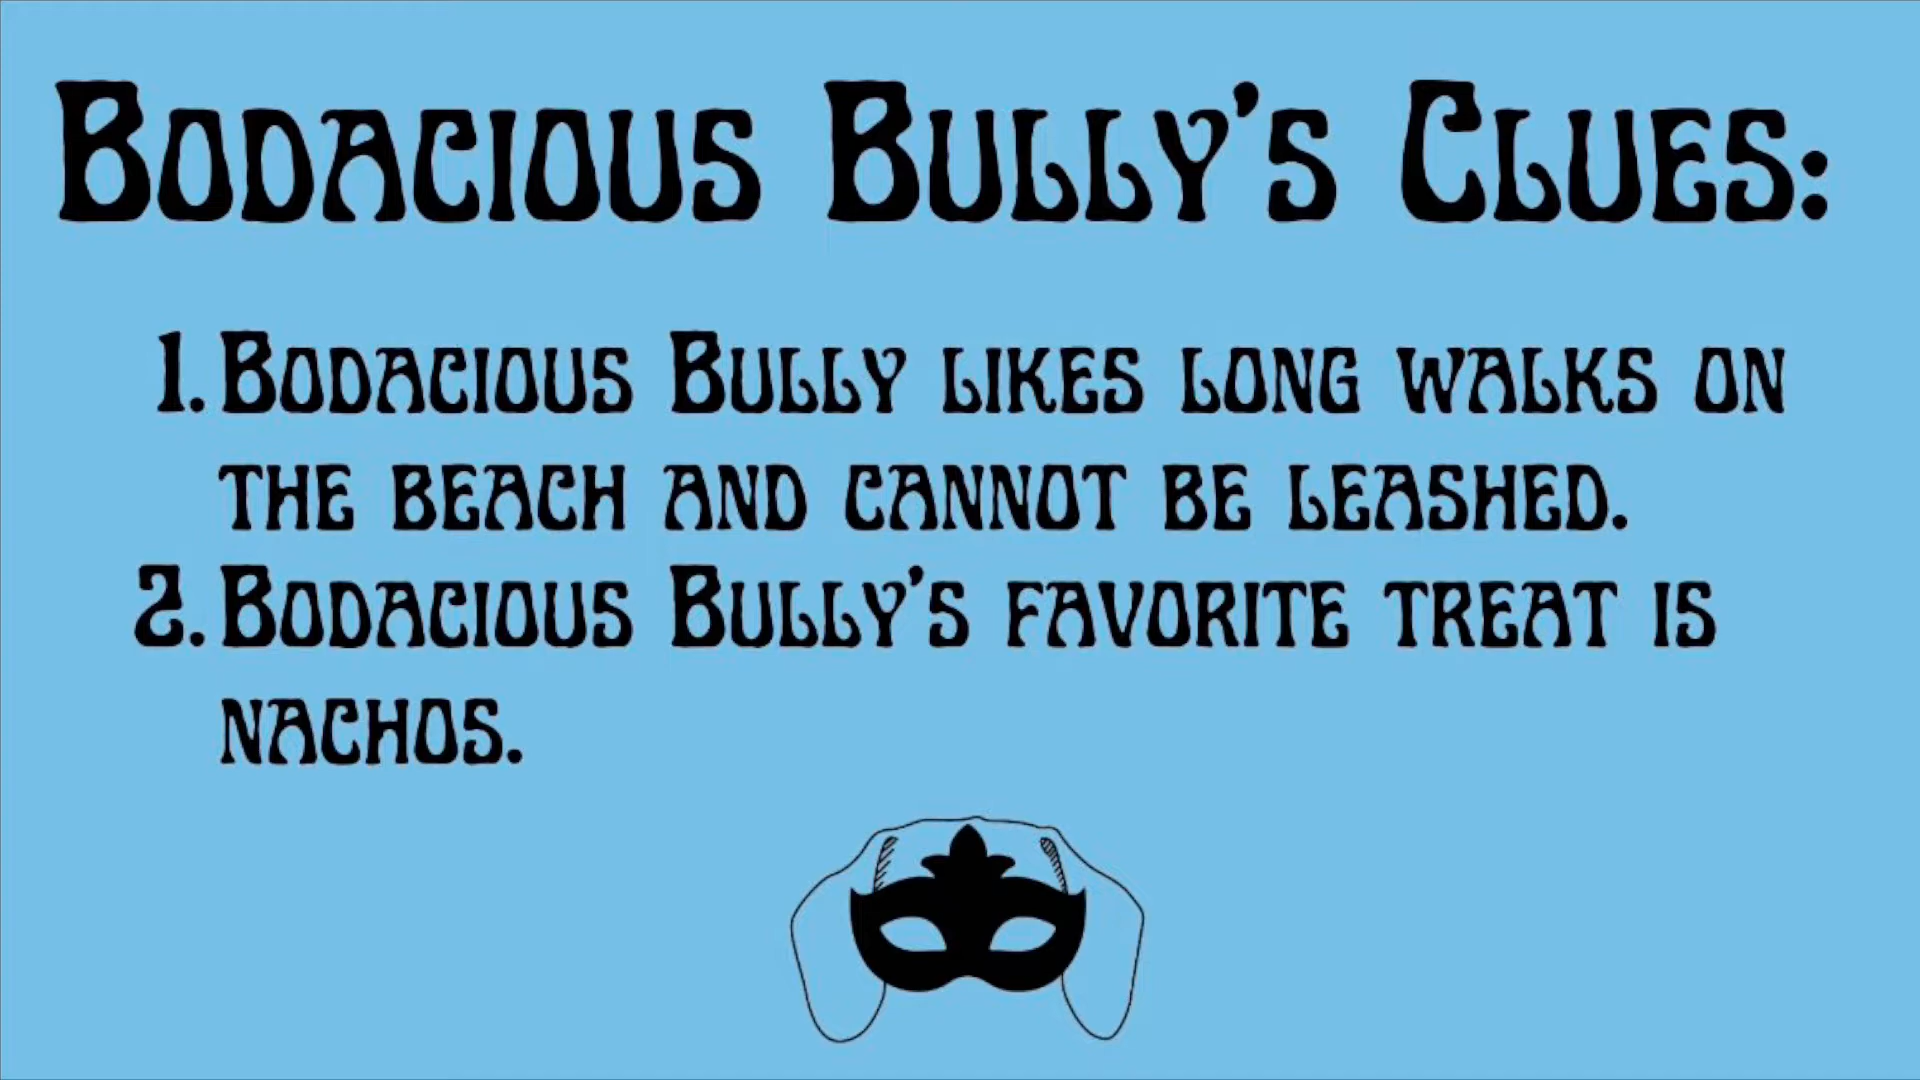 Bodacious Bully's Clues:
1. Bodacious Bully likes long walks on
the beach and cannot be leashed.
2. Bodacious Bully's favorite treat is
nachos.